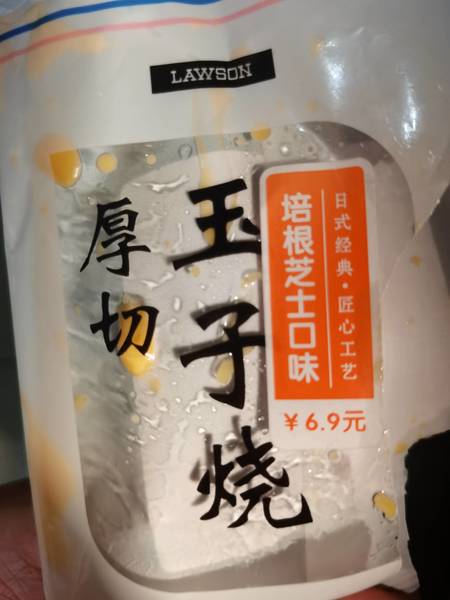 LAWSON
厚切
玉子烧
培根芝士口味
日式经典·匠心工艺
¥6.9元